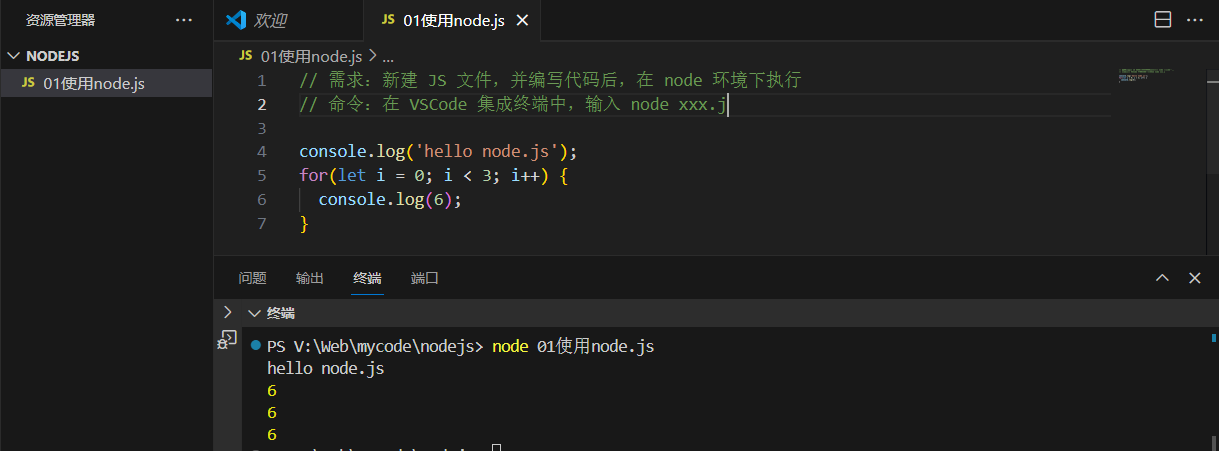 资源管理器 ···
欢迎
JS 01使用node.js
NODEJS
JS 01使用node.js
JS 01使用node.js > ...
1 // 需求：新建 JS 文件，并编写代码后，在 node 环境下执行
2 // 命令：在 VSCode 集成终端中，输入 node xxx.j
3
4 console.log('hello node.js');
5 for(let i = 0; i < 3; i++) {
6 console.log(6);
7 }
问题 输出 终端 端口
终端
PS V:\Web\mycode\nodejs> node 01使用node.js
hello node.js
6
6
6